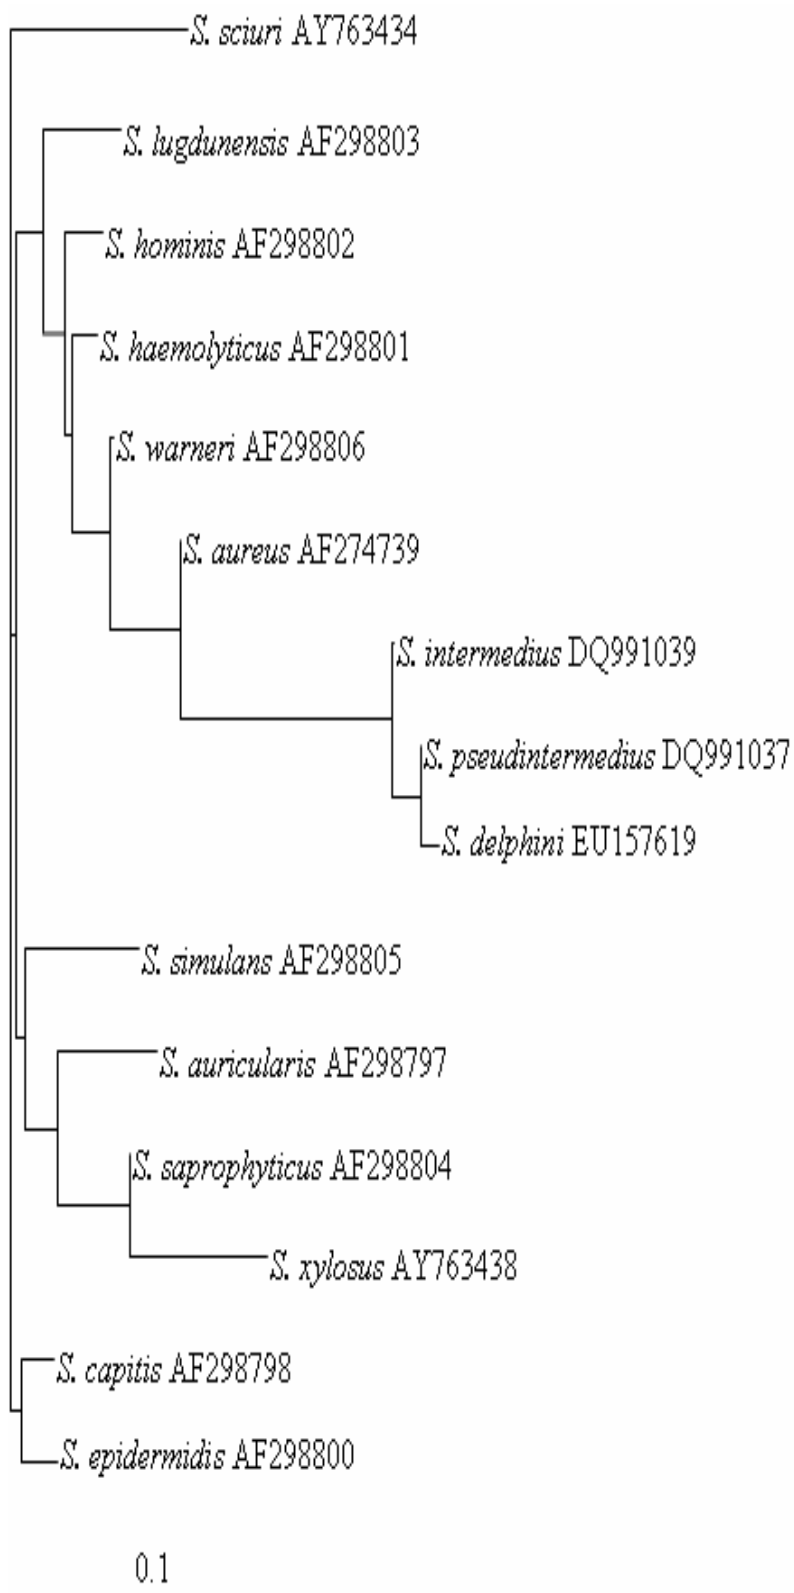 S. sciuri AY763434
S. lugdunensis AF298803
S. hominis AF298802
S. haemolyticus AF298801
S. warneri AF298806
S. aureus AF274739
S. intermedius DQ991039
S. pseudintermedius DQ991037
S. delphini EU157619
S. simulans AF298805
S. auricularis AF298797
S. saprophyticus AF298804
S. xylosus AY763438
S. capitis AF298798
S. epidermidis AF298800
0.1